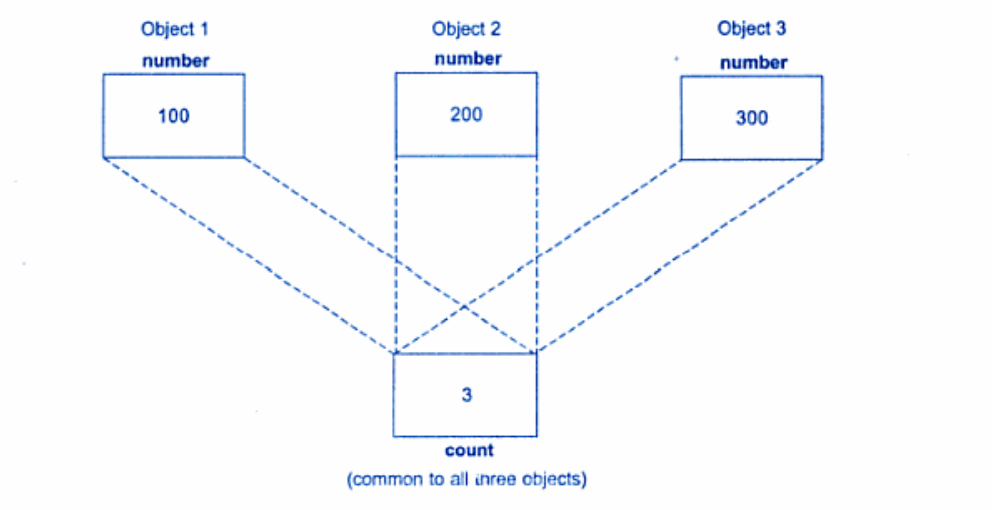 Object 1
number
100
Object 2
number
200
Object 3
number
300
3
count
(common to all three objects)